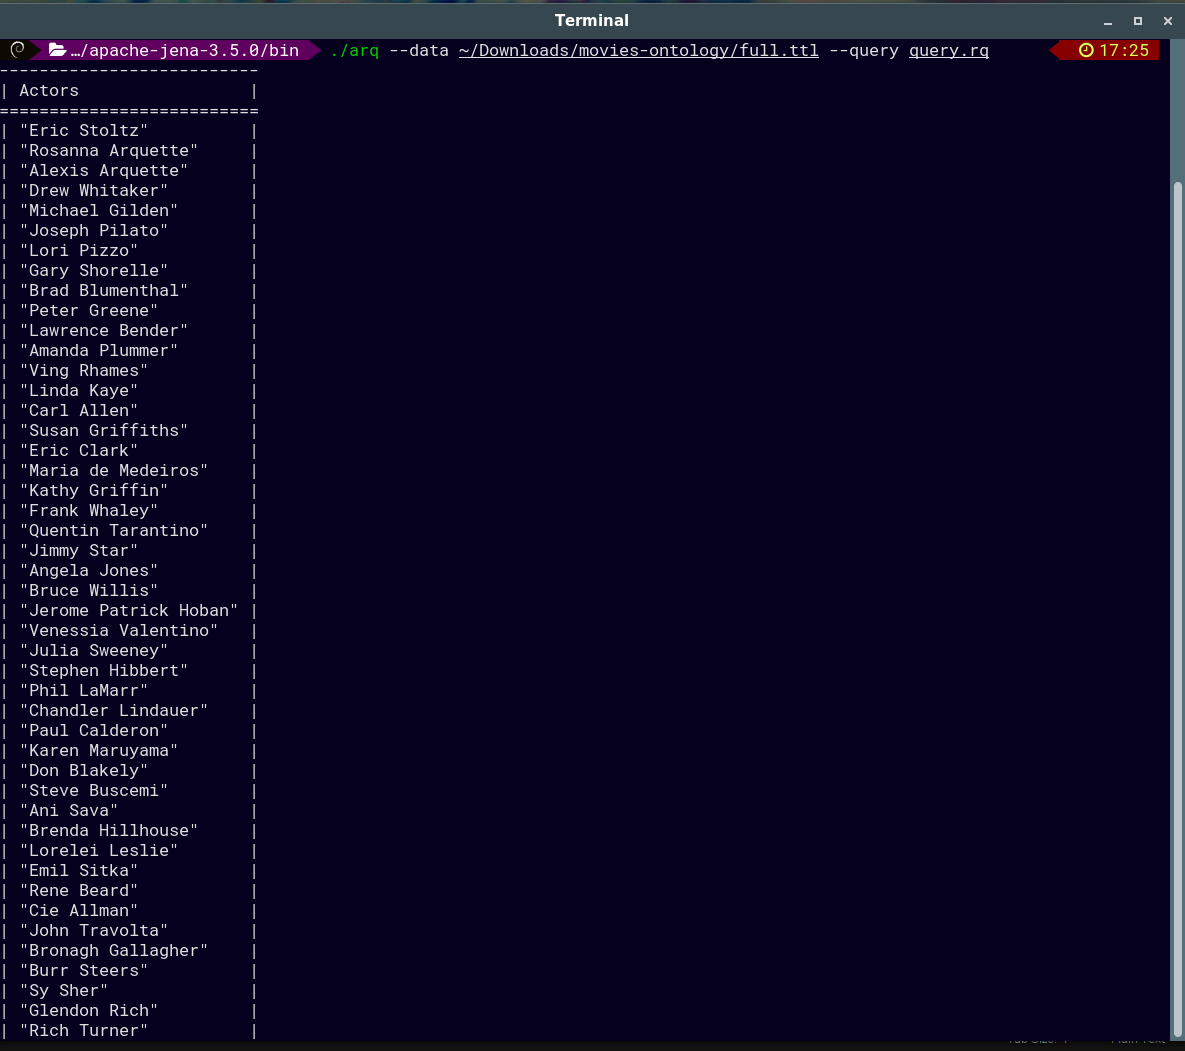 Terminal
…/apache-jena-3.5.0/bin ./arq --data ~/Downloads/movies-ontology/full.ttl --query query.rq 17:25
--------------------------
| Actors                 |
==========================
| "Eric Stoltz"          |
| "Rosanna Arquette"     |
| "Alexis Arquette"      |
| "Drew Whitaker"        |
| "Michael Gilden"       |
| "Joseph Pilato"        |
| "Lori Pizzo"           |
| "Gary Shorelle"        |
| "Brad Blumenthal"      |
| "Peter Greene"         |
| "Lawrence Bender"      |
| "Amanda Plummer"       |
| "Ving Rhames"          |
| "Linda Kaye"           |
| "Carl Allen"           |
| "Susan Griffiths"      |
| "Eric Clark"           |
| "Maria de Medeiros"    |
| "Kathy Griffin"        |
| "Frank Whaley"         |
| "Quentin Tarantino"    |
| "Jimmy Star"           |
| "Angela Jones"         |
| "Bruce Willis"         |
| "Jerome Patrick Hoban" |
| "Venessia Valentino"   |
| "Julia Sweeney"        |
| "Stephen Hibbert"      |
| "Phil LaMarr"          |
| "Chandler Lindauer"    |
| "Paul Calderon"        |
| "Karen Maruyama"       |
| "Don Blakely"          |
| "Steve Buscemi"        |
| "Ani Sava"             |
| "Brenda Hillhouse"     |
| "Lorelei Leslie"       |
| "Emil Sitka"           |
| "Rene Beard"           |
| "Cie Allman"           |
| "John Travolta"        |
| "Bronagh Gallagher"    |
| "Burr Steers"          |
| "Sy Sher"              |
| "Glendon Rich"         |
| "Rich Turner"          |